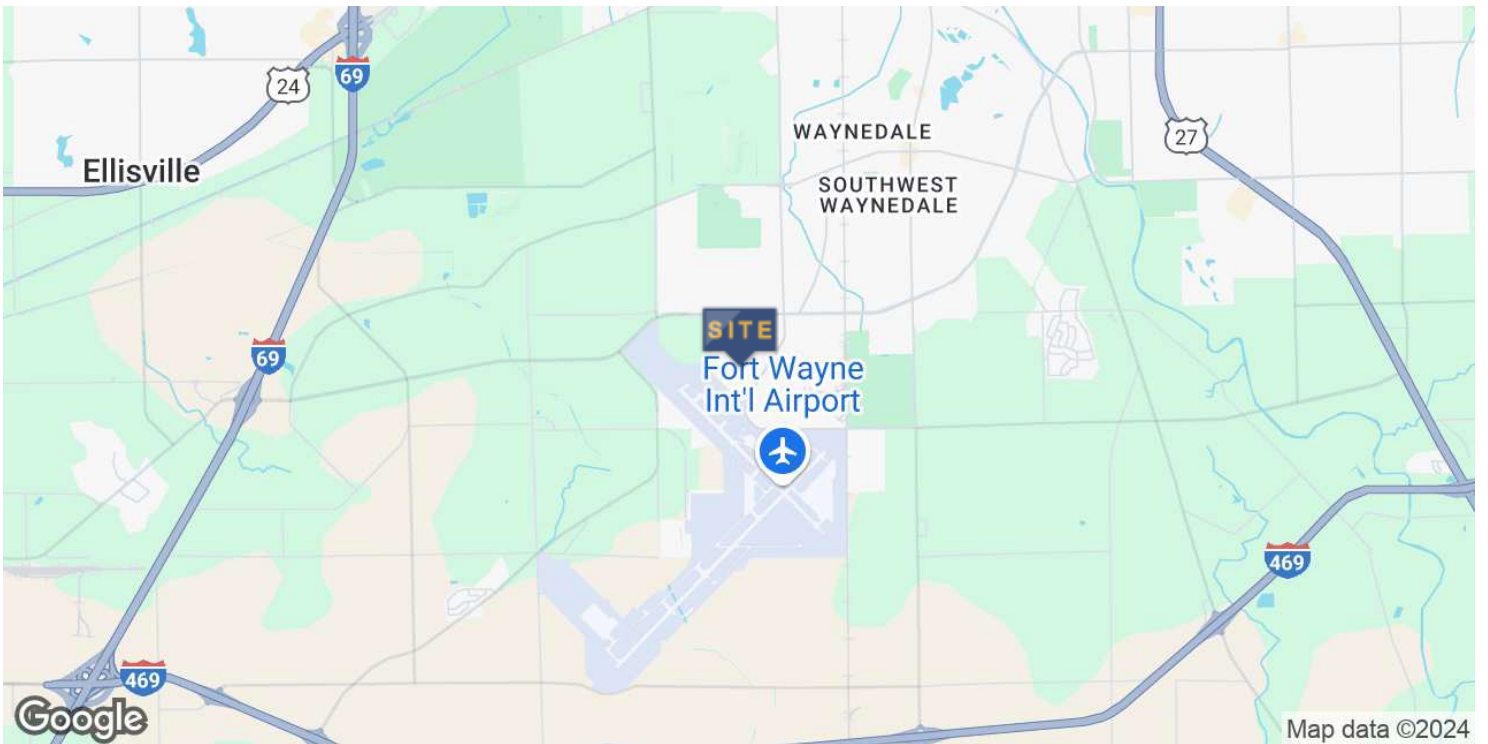 24
69
WAYNEDALE
27
Ellisville
SOUTHWEST
WAYNEDALE
SITE
69
Fort Wayne
Int'l Airport
469
469
Google
Map data ©2024